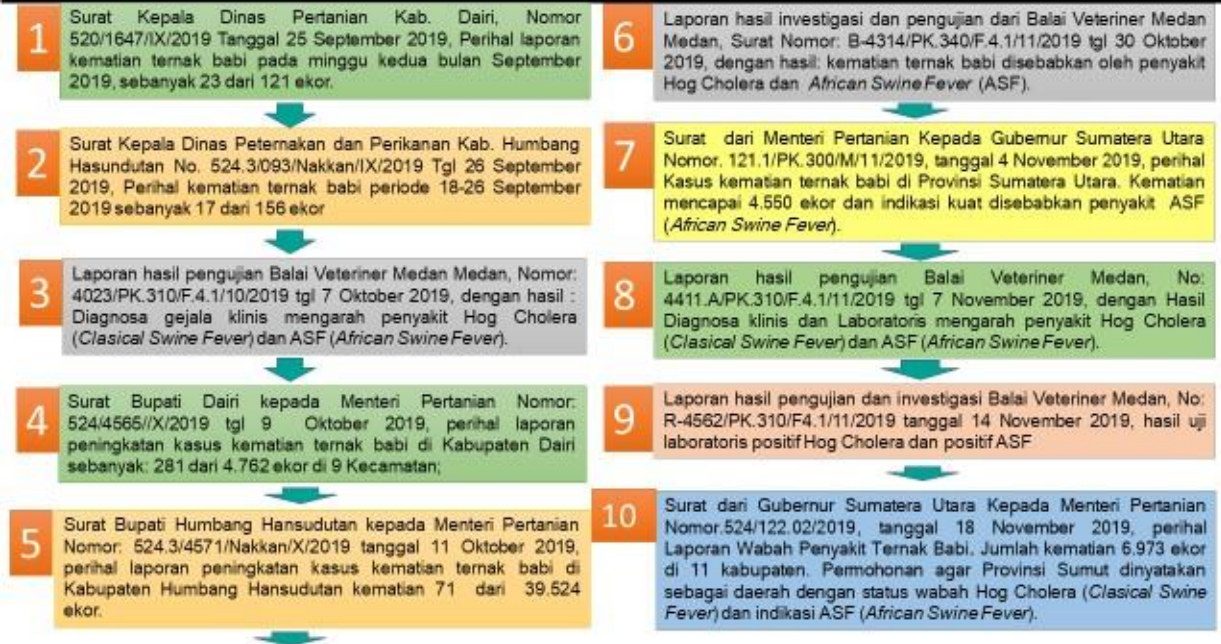 1
Surat Kepala Dinas Pertanian Kab. Dairi, Nomor
520/1647/IX/2019 Tanggal 25 September 2019, Perihal laporan
kematian ternak babi pada minggu kedua bulan September
2019, sebanyak 23 dari 121 ekor.
2
Surat Kepala Dinas Peternakan dan Perikanan Kab. Humbang
Hasundutan No. 524.3/093/Nakkan/IX/2019 Tgl 26 September
2019, Perihal kematian ternak babi periode 18-26 September
2019 sebanyak 17 dari 156 ekor
3
Laporan hasil pengujian Balai Veteriner Medan Medan, Nomor:
4023/PK.310/F.4.1/10/2019 tgl 7 Oktober 2019, dengan hasil :
Diagnosa gejala klinis mengarah penyakit Hog Cholera
(Clasical Swine Fever) dan ASF (African Swine Fever).
4
Surat Bupati Dairi kepada Menteri Pertanian Nomor:
524/4565//X/2019 tgl 9 Oktober 2019, perihal laporan
peningkatan kasus kematian ternak babi di Kabupaten Dairi
sebanyak: 281 dari 4.762 ekor di 9 Kecamatan;
5
Surat Bupati Humbang Hansudutan kepada Menteri Pertanian
Nomor: 524.3/4571/Nakkan/X/2019 tanggal 11 Oktober 2019,
perihal laporan peningkatan kasus kematian ternak babi di
Kabupaten Humbang Hansudutan kematian 71 dari 39.524
ekor.
6
Laporan hasil investigasi dan pengujian dari Balai Veteriner Medan
Medan, Surat Nomor: B-4314/PK.340/F.4.1/11/2019 tgl 30 Oktober
2019, dengan hasil: kematian ternak babi disebabkan oleh penyakit
Hog Cholera dan African Swine Fever (ASF).
7
Surat dari Menteri Pertanian Kepada Gubernur Sumatera Utara
Nomor. 121.1/PK.300/M/11/2019, tanggal 4 November 2019, perihal
Kasus kematian ternak babi di Provinsi Sumatera Utara. Kematian
mencapai 4.550 ekor dan indikasi kuat disebabkan penyakit ASF
(African Swine Fever).
8
Laporan hasil pengujian Balai Veteriner Medan, No:
4411.A/PK.310/F.4.1/11/2019 tgl 7 November 2019, dengan Hasil
Diagnosa klinis dan Laboratoris mengarah penyakit Hog Cholera
(Clasical Swine Fever) dan ASF (African Swine Fever).
9
Laporan hasil pengujian dan investigasi Balai Veteriner Medan, No:
R-4562/PK.310/F4.1/11/2019 tanggal 14 November 2019, hasil uji
laboratoris positif Hog Cholera dan positif ASF
10
Surat dari Gubernur Sumatera Utara Kepada Menteri Pertanian
Nomor.524/122.02/2019, tanggal 18 November 2019, perihal
Laporan Wabah Penyakit Ternak Babi. Jumlah kematian 6.973 ekor
di 11 kabupaten. Permohonan agar Provinsi Sumut dinyatakan
sebagai daerah dengan status wabah Hog Cholera (Clasical Swine
Fever) dan indikasi ASF (African Swine Fever).